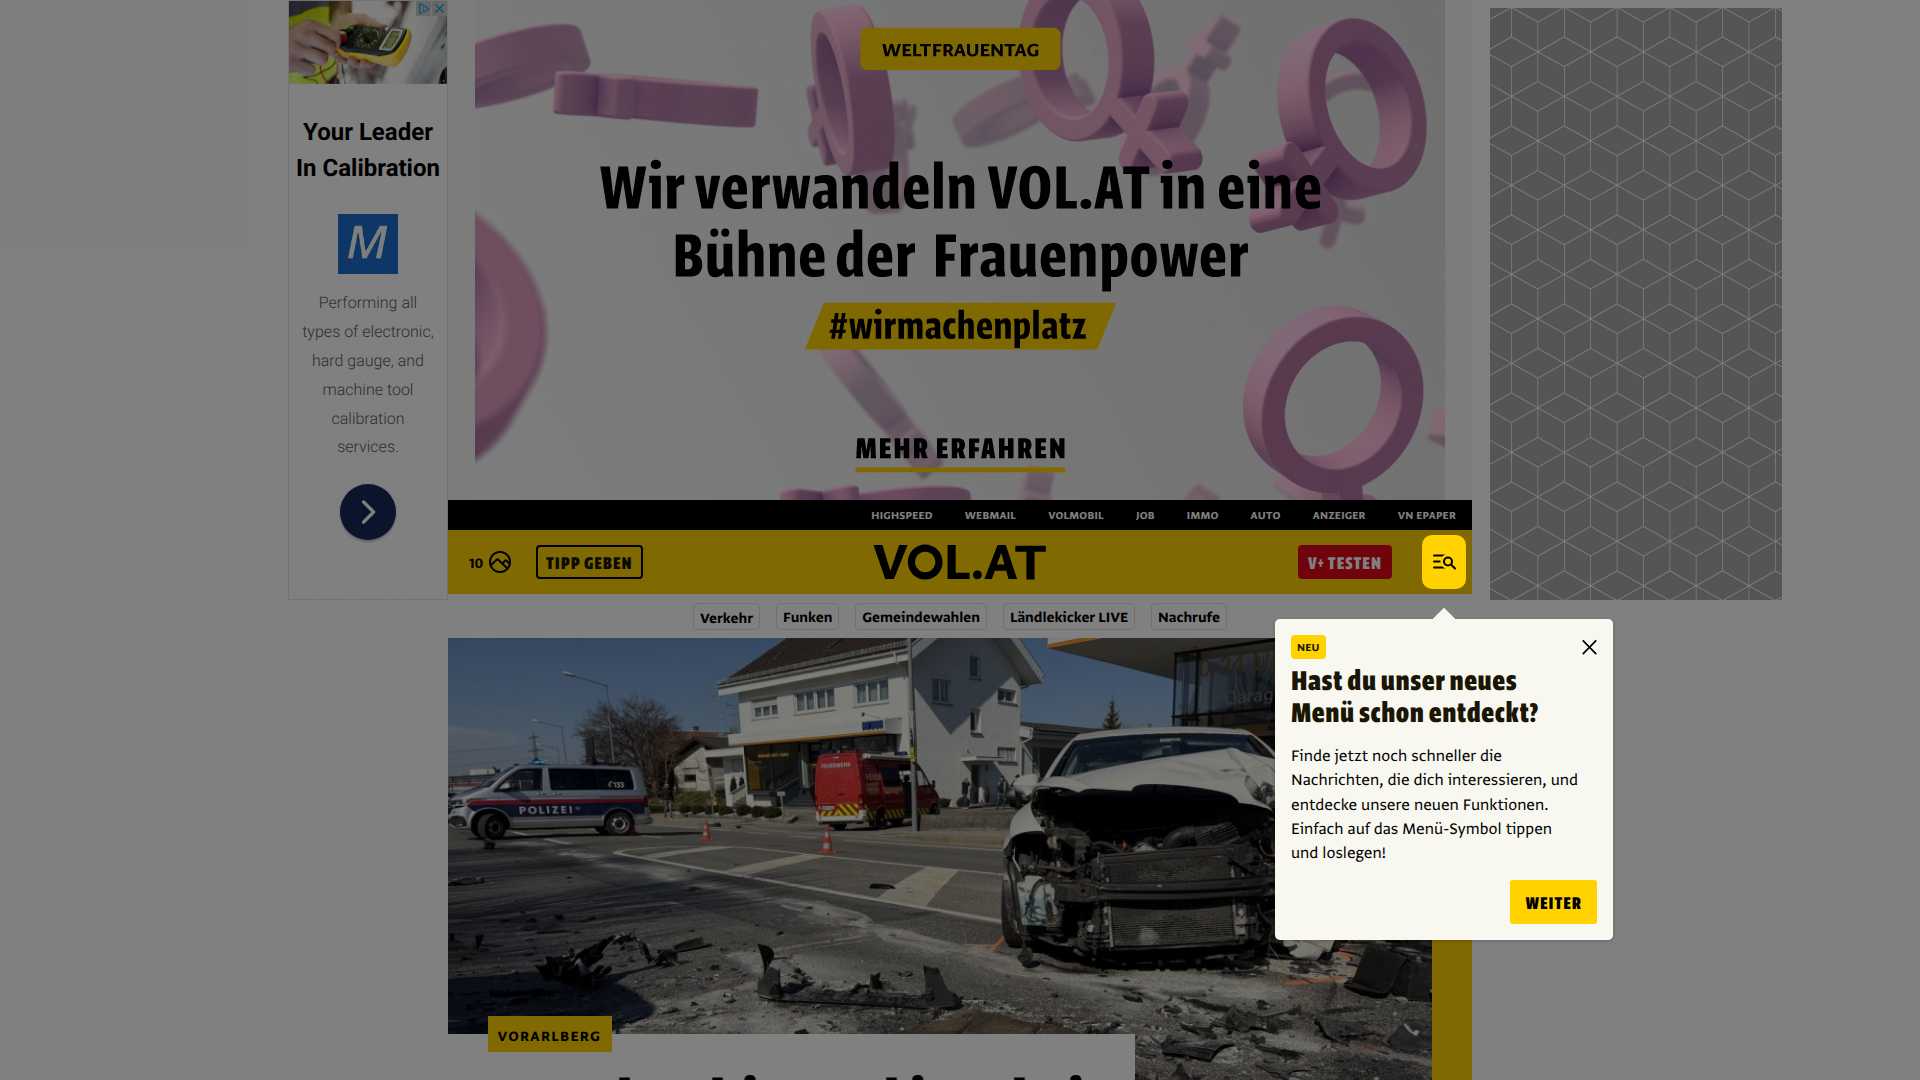 Your Leader
In Calibration
M
Performing all
types of electronic,
hard gauge, and
machine tool
calibration
services.
WELTFRAUENTAG
Wir verwandeln VOL.AT in eine
Bühne der Frauenpower
#wirmachenplatz
MEHR ERFAHREN
HIGHSPEED WEBMAIL VOLMOBIL JOB IMMO AUTO ANZEIGER VN EPAPER
10 TIPP GEBEN VOL.AT V+ TESTEN
Verkehr Funken Gemeindewahlen Ländlekicker LIVE Nachrufe
NEU
Hast du unser neues
Menü schon entdeckt?
Finde jetzt noch schneller die
Nachrichten, die dich interessieren, und
entdecke unsere neuen Funktionen.
Einfach auf das Menü-Symbol tippen
und loslegen!
WEITER
POLIZEI
133
FEUERWEHR
VORARLBERG